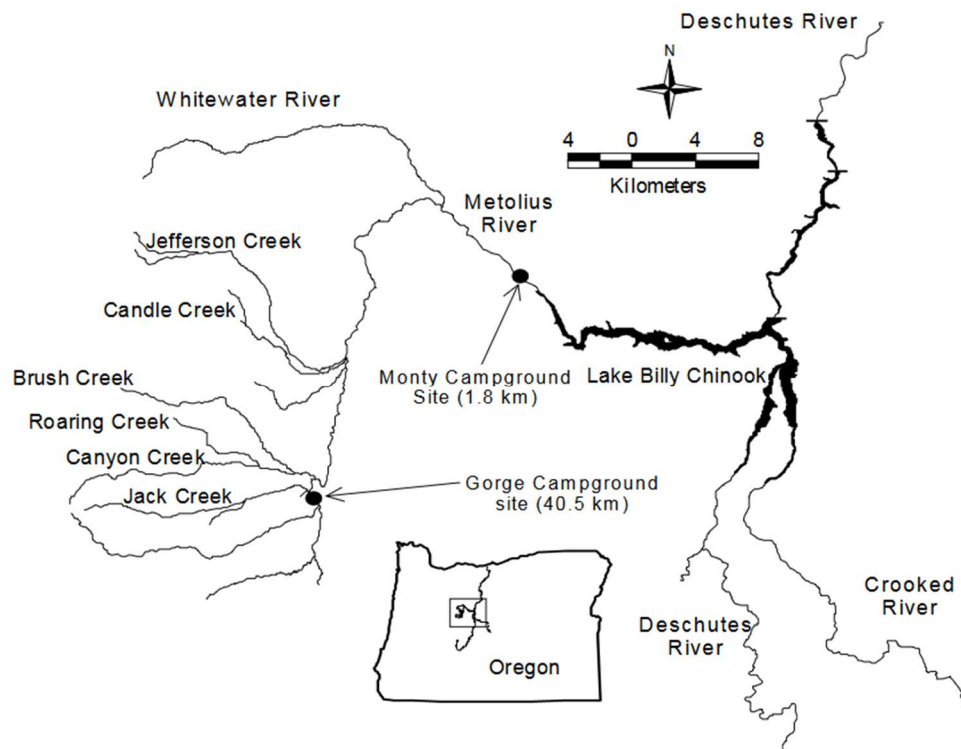 Deschutes River
N
Whitewater River
4 0 4 8
Kilometers
Metolius
River
Jefferson Creek
Candle Creek
Monty Campground
Site (1.8 km)
Lake Billy Chinook
Brush Creek
Roaring Creek
Canyon Creek
Jack Creek
Gorge Campground
site (40.5 km)
Crooked
River
Deschutes
River
Oregon